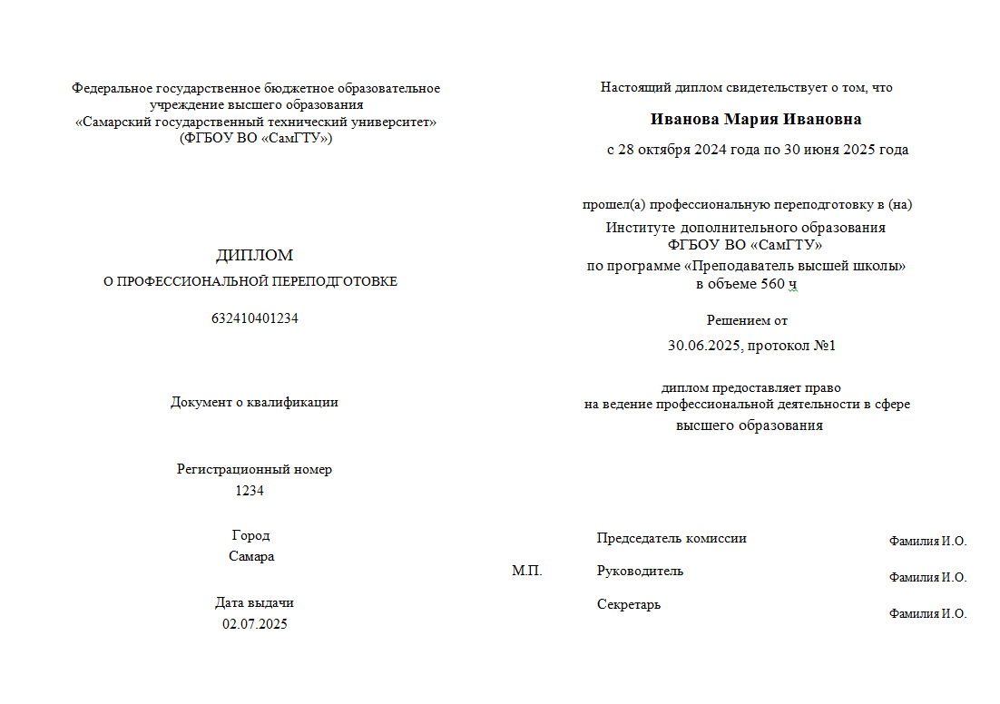 Федеральное государственное бюджетное образовательное
учреждение высшего образования
«Самарский государственный технический университет»
(ФГБОУ ВО «СамГТУ»)
ДИПЛОМ
О ПРОФЕССИОНАЛЬНОЙ ПЕРЕПОДГОТОВКЕ
632410401234
Документ о квалификации
Регистрационный номер
1234
Город
Самара
Дата выдачи
02.07.2025
Настоящий диплом свидетельствует о том, что
Иванова Мария Ивановна
с 28 октября 2024 года по 30 июня 2025 года
прошел(а) профессиональную переподготовку в (на)
Институте дополнительного образования
ФГБОУ ВО «СамГТУ»
по программе «Преподаватель высшей школы»
в объеме 560 ч
Решением от
30.06.2025, протокол №1
диплом предоставляет право
на ведение профессиональной деятельности в сфере
высшего образования
Председатель комиссии Фамилия И.О.
М.П. Руководитель Фамилия И.О.
Секретарь Фамилия И.О.